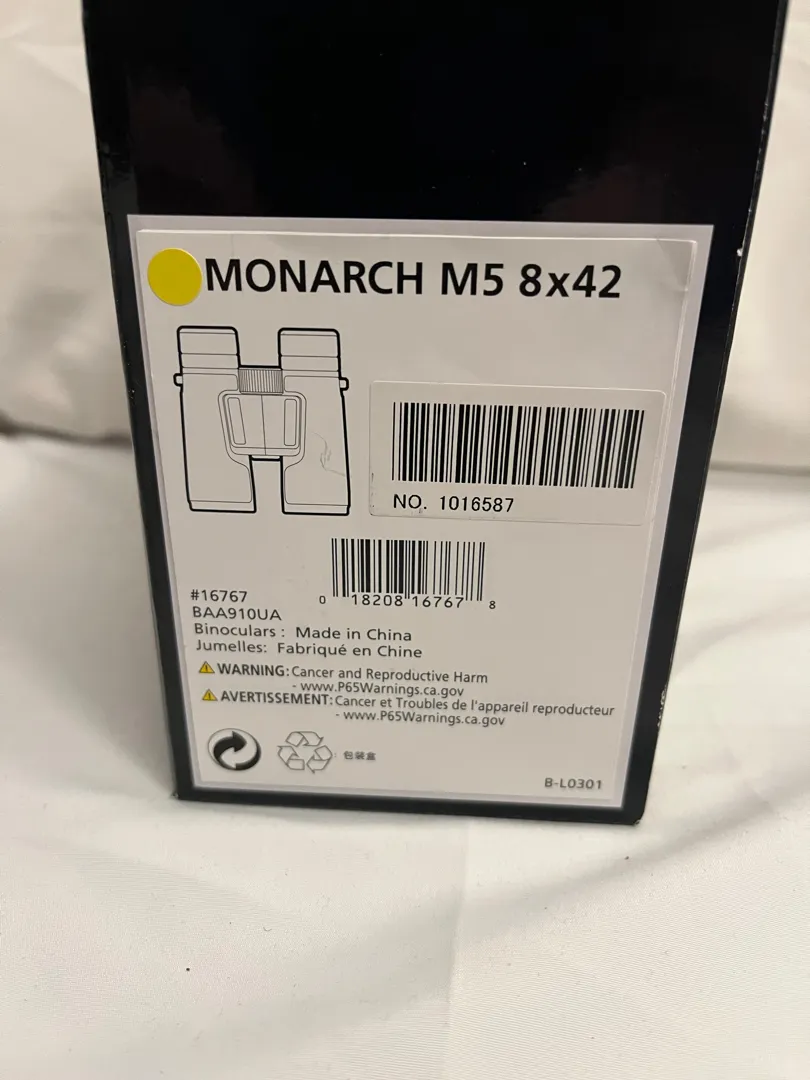 MONARCH M5 8x42
NO. 1016587
0 18208 16767 8
#16767
BAA910UA
Binoculars : Made in China
Jumelles: Fabriqué en Chine
WARNING: Cancer and Reproductive Harm
- www.P65Warnings.ca.gov
AVERTISSEMENT: Cancer et Troubles de l'appareil reproducteur
- www.P65Warnings.ca.gov
包装盒
B-L0301